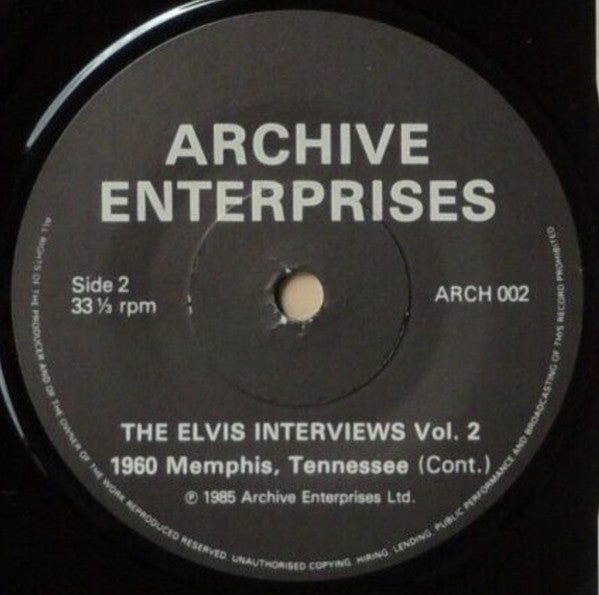 ARCHIVE
ENTERPRISES
Side 2
33 ⅓ rpm
ARCH 002
THE ELVIS INTERVIEWS Vol. 2
1960 Memphis, Tennessee (Cont.)
℗ 1985 Archive Enterprises Ltd.
ALL RIGHTS OF THE PRODUCER AND OF THE OWNER OF THE WORK REPRODUCED RESERVED. UNAUTHORISED COPYING, HIRING, LENDING, PUBLIC PERFORMANCE AND BROADCASTING OF THIS RECORD PROHIBITED